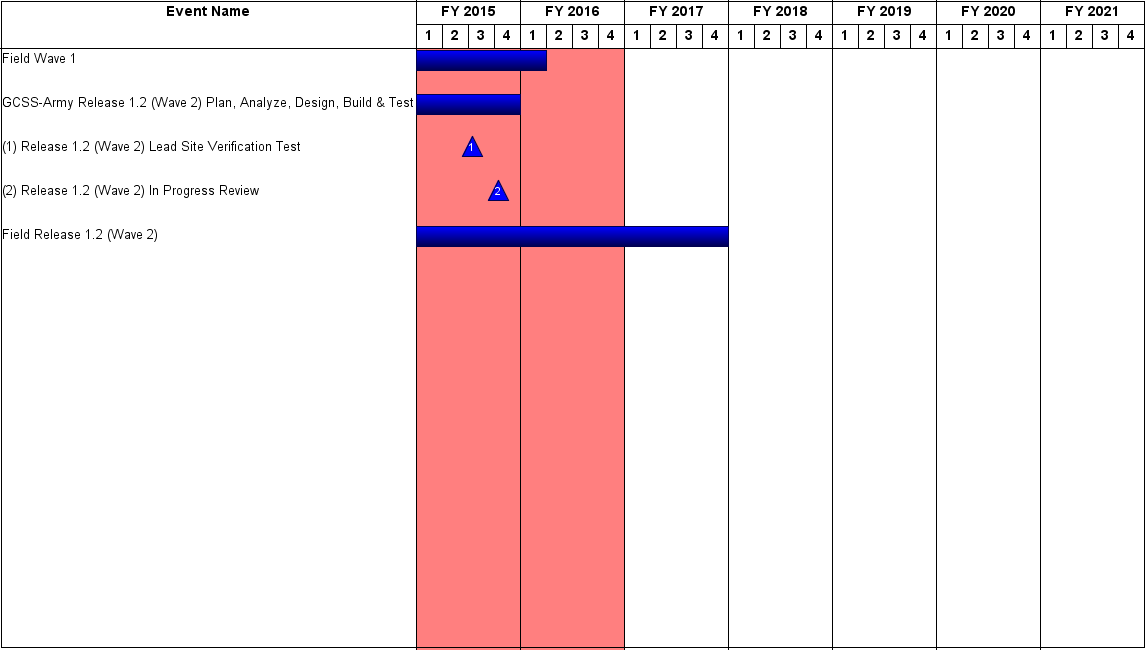 Event Name FY 2015 FY 2016 FY 2017 FY 2018 FY 2019 FY 2020 FY 2021
1 2 3 4 1 2 3 4 1 2 3 4 1 2 3 4 1 2 3 4 1 2 3 4 1 2 3 4
Field Wave 1
GCSS-Army Release 1.2 (Wave 2) Plan, Analyze, Design, Build & Test
(1) Release 1.2 (Wave 2) Lead Site Verification Test 1
(2) Release 1.2 (Wave 2) In Progress Review 2
Field Release 1.2 (Wave 2)